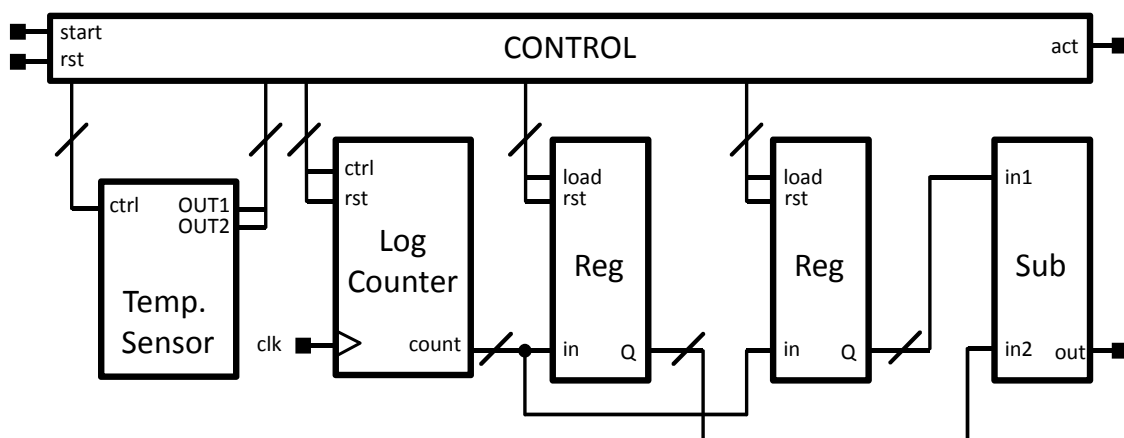 start
rst
CONTROL
act
ctrl
OUT1
OUT2
Temp.
Sensor
ctrl
rst
Log
Counter
clk
count
load
rst
Reg
in
Q
load
rst
Reg
in
Q
in1
Sub
in2
out